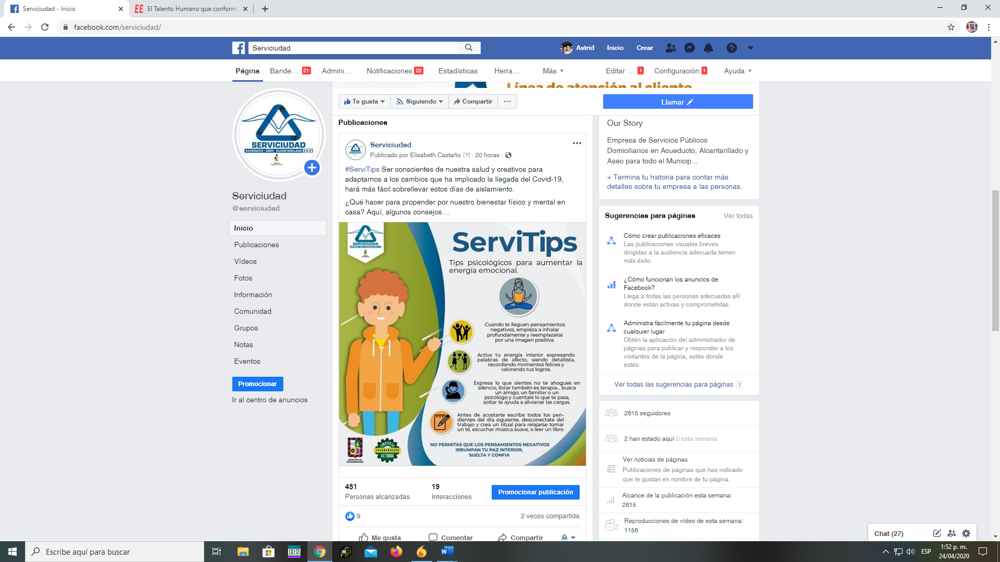 Serviciudad - Inicio
El Talento Humano que conforma
facebook.com/serviciudad/
Serviciudad
Astrid
Inicio
Crear
Página
Bande... 21
Admini...
Notificaciones 22
Estadísticas
Herra...
Más
Editar ... 1
Configuración 1
Ayuda
Línea de atención al cliente
Te gusta
Siguiendo
Compartir
Llamar
SERVICIUDAD
ACUEDUCTO - ASEO - ALCANTARILLADO E.S.P
Serviciudad
@serviciudad
Inicio
Publicaciones
Vídeos
Fotos
Información
Comunidad
Grupos
Notas
Eventos
Promocionar
Ir al centro de anuncios
Publicaciones
Serviciudad
Publicado por Elisabeth Castaño [?] · 20 horas ·
#ServiTips Ser conscientes de nuestra salud y creativos para
adaptarnos a los cambios que ha implicado la llegada del Covid-19,
hará más fácil sobrellevar estos días de aislamiento.
¿Qué hacer para propender por nuestro bienestar físico y mental en
casa? Aquí, algunos consejos…
SERVICIUDAD
ServiTips
Tips psicológicos para aumentar la
energía emocional.
Cuando te lleguen pensamientos
negativos, empieza a inhalar
profundamente y reemplazalos
por una imagen positiva.
Activa tu energía interior expresando
palabras de afecto, siendo detallista,
recordando momentos felices y
valorando tus logros.
Expresa lo que sientes no te ahogues en
silencio, llorar también es terapia... busca
un amigo, un familiar o un
psicólogo y cuentale lo que te pasa,
soltar te ayuda a alivianar las cargas.
Antes de acostarte escribe todos los pen-
dientes del día siguiente, desconectate del
trabajo y crea un ritual para relajarse tomar
un té, escuchar música suave, o leer un libro.
NO PERMITAS QUE LOS PENSAMIENTOS NEGATIVOS
IRRUMPAN TU PAZ INTERIOR,
SUELTA Y CONFIA
MUNICIPIO DE
DOSQUEBRADAS
EMPRESA
DOSQUEBRADAS
DE TODOS
451
Personas alcanzadas
19
Interacciones
Promocionar publicación
9
2 veces compartida
Me gusta
Comentar
Compartir
Our Story
Empresa de Servicios Públicos
Domiciliarios en Acueducto, Alcantarillado y
Aseo para todo el Municip...
+ Termina tu historia para contar más
detalles sobre tu empresa a las personas.
Sugerencias para páginas
Ver todas
Cómo crear publicaciones eficaces
Las publicaciones visuales breves
dirigidas a la audiencia adecuada tienen
más éxito.
¿Cómo funcionan los anuncios de
Facebook?
Llega a todas las personas adecuadas allí
donde están activas y comprometidas.
Administra fácilmente tu página desde
cualquier lugar
Obtén la aplicación del administrador de
páginas para publicar y responder a los
visitantes de la página, estés donde
estés.
Ver todas las sugerencias para páginas 1
2615 seguidores
2 han estado aquí 0 esta semana
Ver noticias de páginas
Publicaciones de páginas que has indicado
que te gustan en nombre de tu página.
Alcance de la publicación esta semana:
2815
Reproducciones de vídeo de esta semana:
1156
Chat (27)
Escribe aquí para buscar
ESP
1:52 p. m.
24/04/2020